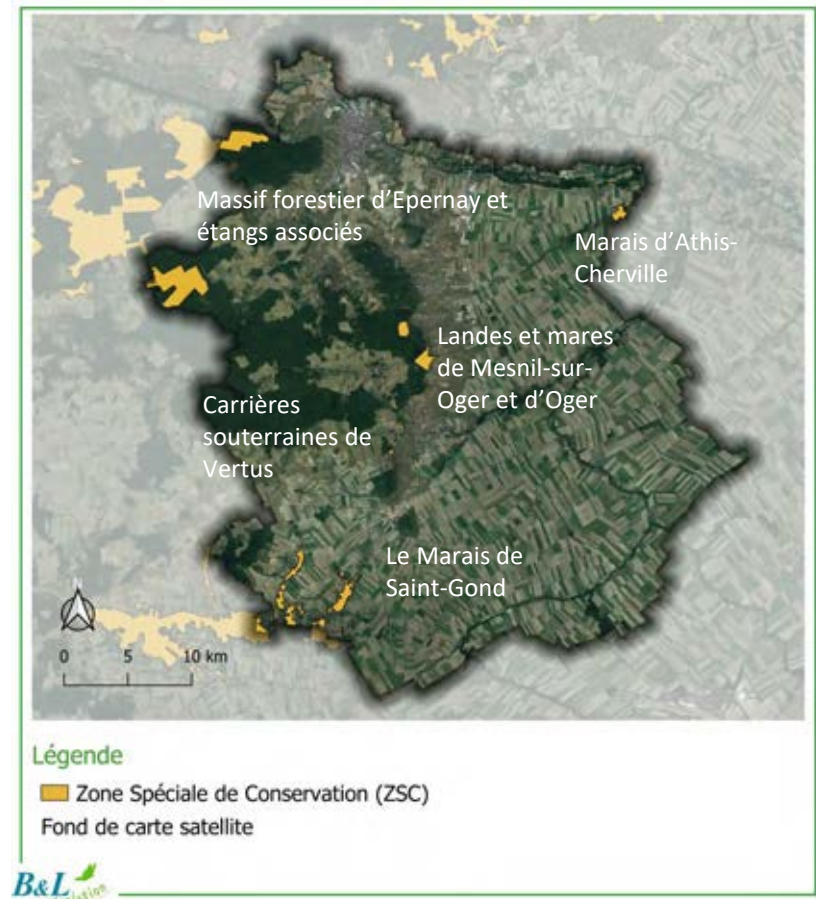 Massif forestier d’Epernay et
étangs associés
Marais d’Athis-
Cherville
Landes et mares
de Mesnil-sur-
Oger et d’Oger
Carrières
souterraines de
Vertus
Le Marais de
Saint-Gond
0 5 10 km
Légende
Zone Spéciale de Conservation (ZSC)
Fond de carte satellite
B&L